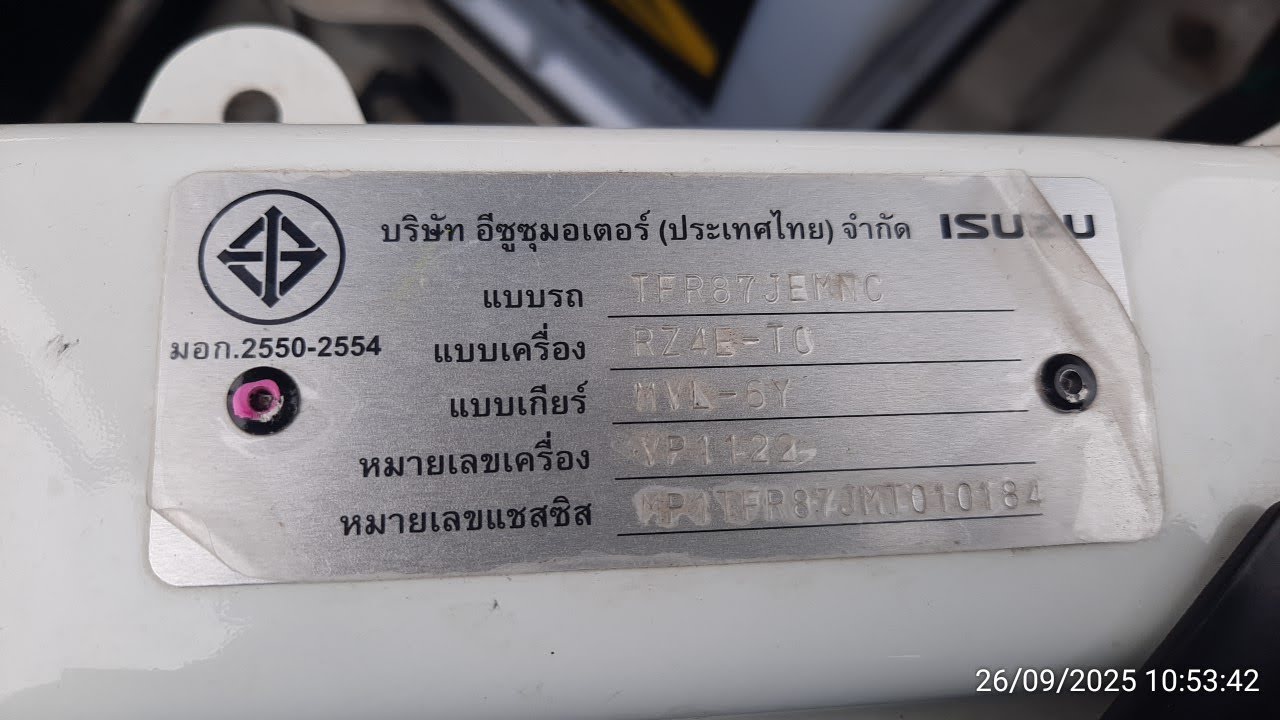 บริษัท อีซูซุมอเตอร์ (ประเทศไทย) จำกัด ISUZU
แบบรถ TFR87JEMNC
มอก.2550-2554
แบบเครื่อง RZ4E-TC
แบบเกียร์ MVL-6Y
หมายเลขเครื่อง YP1122
หมายเลขแชสซิส MP1TFR87JMT010184
26/09/2025 10:53:42